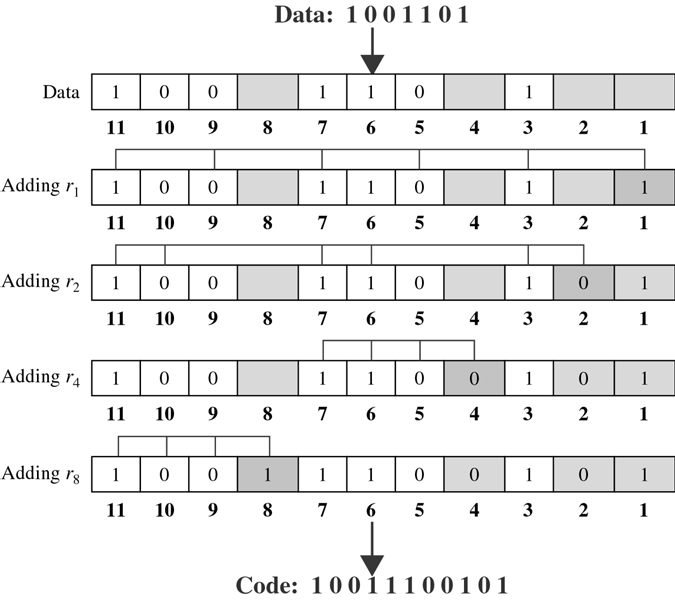 Data: 1 0 0 1 1 0 1
Data 1 0 0 1 1 0 1
11 10 9 8 7 6 5 4 3 2 1
Adding r1 1 0 0 1 1 0 1 1
11 10 9 8 7 6 5 4 3 2 1
Adding r2 1 0 0 1 1 0 1 0 1
11 10 9 8 7 6 5 4 3 2 1
Adding r4 1 0 0 1 1 0 0 1 0 1
11 10 9 8 7 6 5 4 3 2 1
Adding r8 1 0 0 1 1 1 0 0 1 0 1
11 10 9 8 7 6 5 4 3 2 1
Code: 1 0 0 1 1 1 0 0 1 0 1